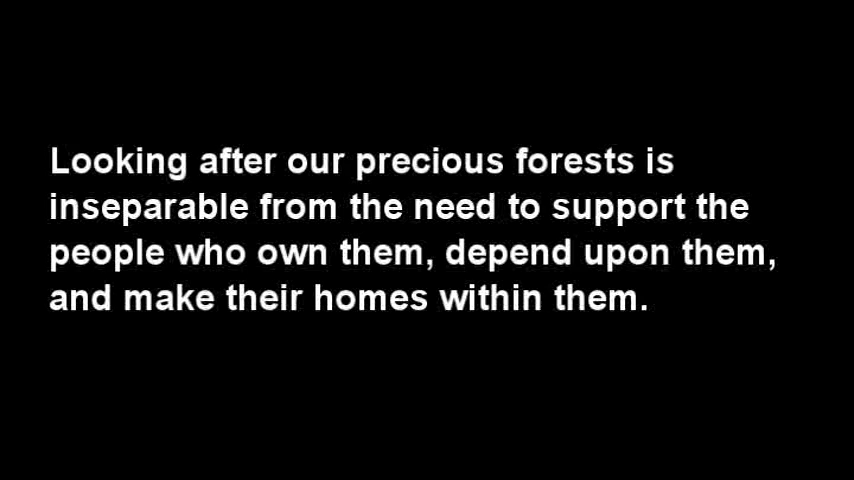 Looking after our precious forests is
inseparable from the need to support the
people who own them, depend upon them,
and make their homes within them.